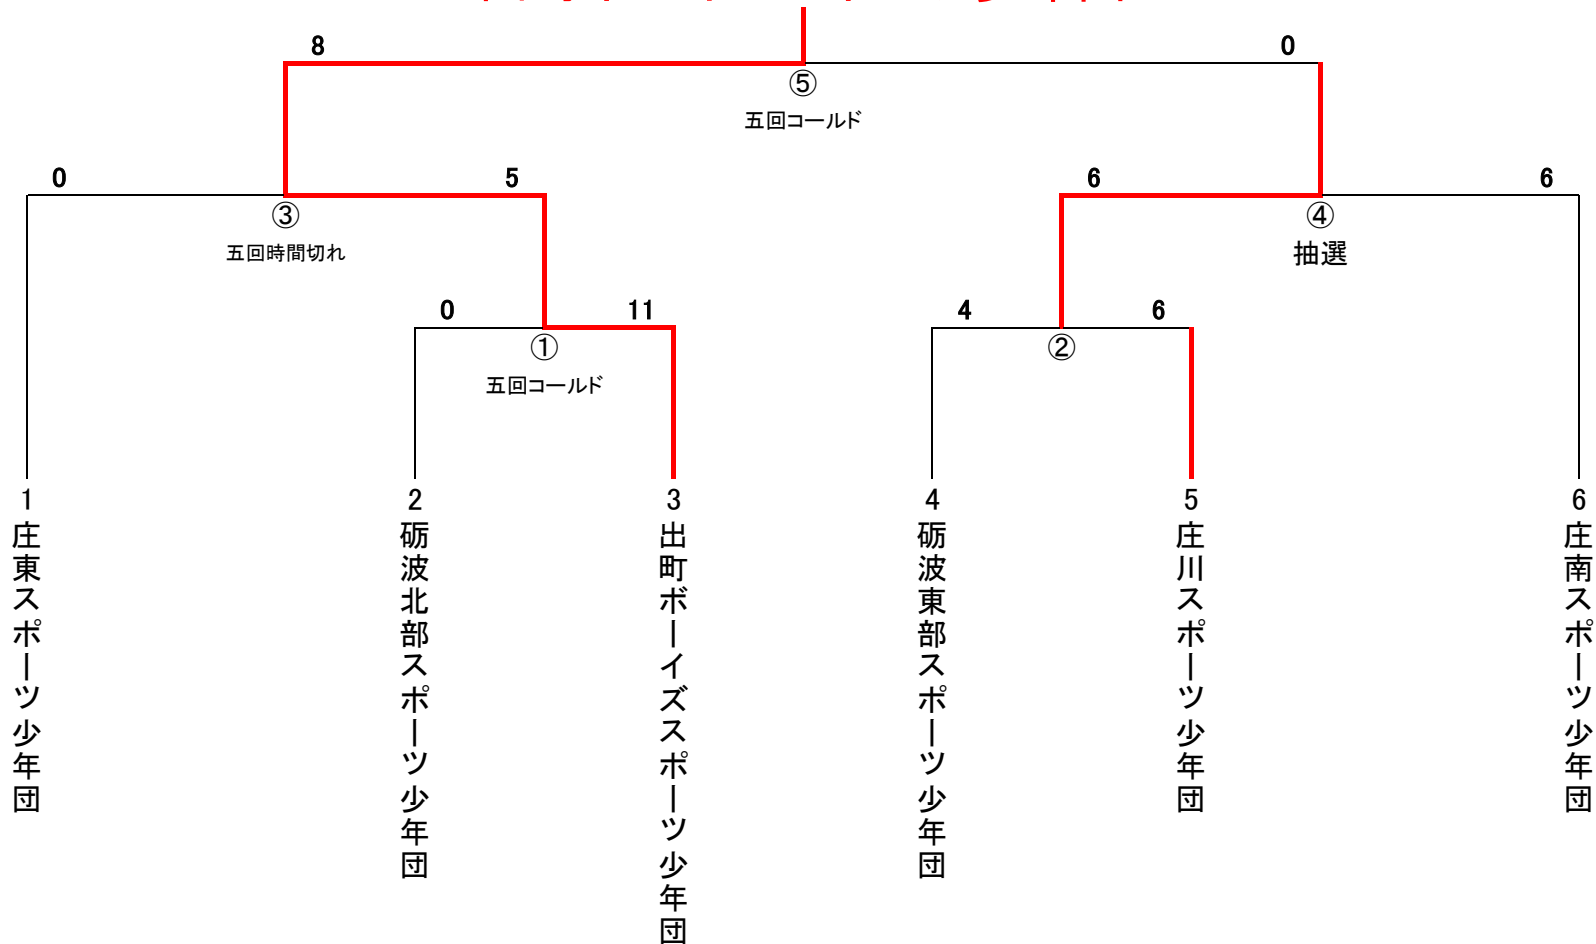 8
0
⑤
五回コールド
0
5
6
6
③
④
五回時間切れ
抽選
0
11
4
6
①
②
五回コールド
1
庄東スポーツ少年団
2
砺波北部スポーツ少年団
3
出町ボーイズスポーツ少年団
4
砺波東部スポーツ少年団
5
庄川スポーツ少年団
6
庄南スポーツ少年団